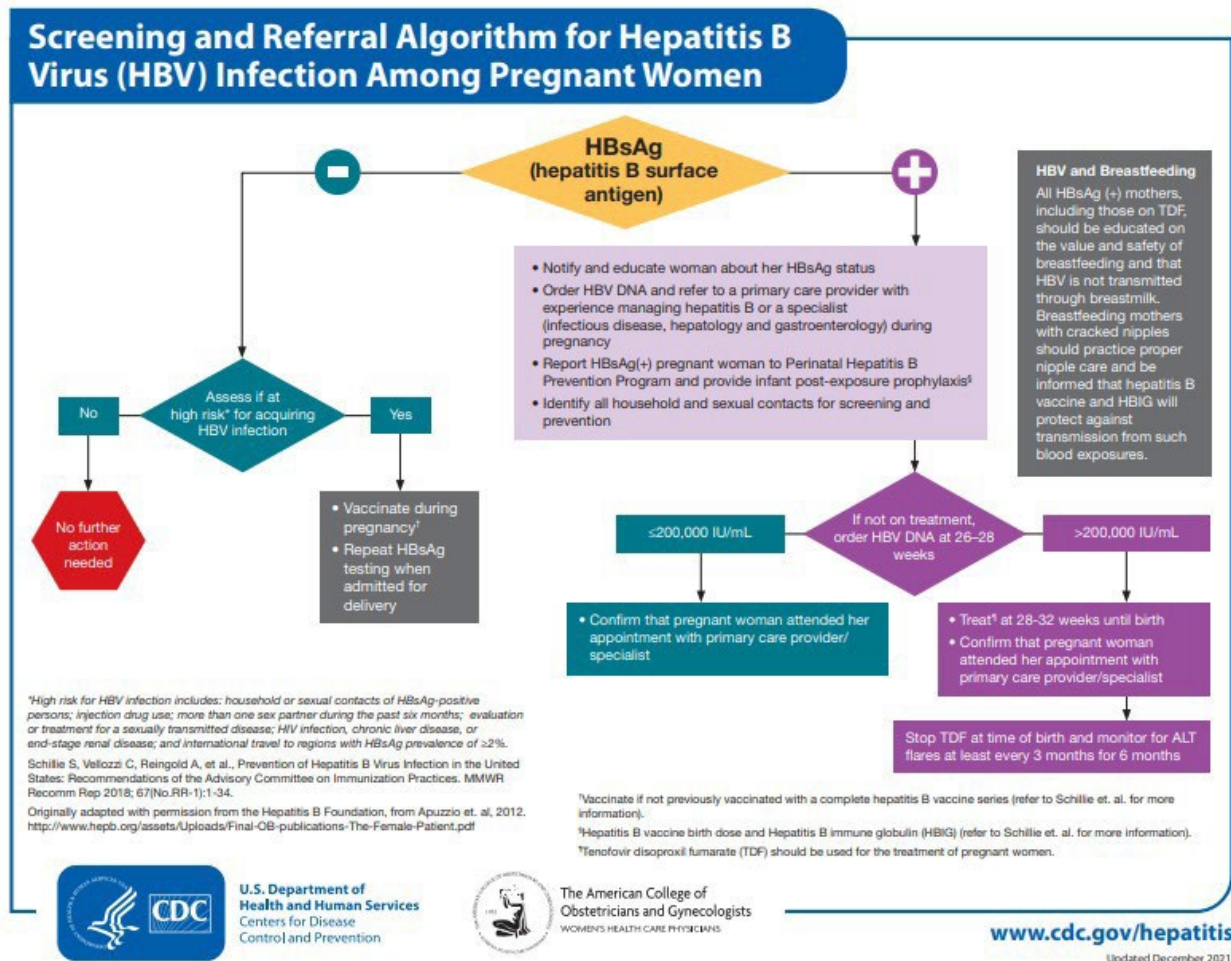 Screening and Referral Algorithm for Hepatitis B
Virus (HBV) Infection Among Pregnant Women
HBsAg
(hepatitis B surface
antigen)
HBV and Breastfeeding
All HBsAg (+) mothers,
including those on TDF,
should be educated on
the value and safety of
breastfeeding and that
HBV is not transmitted
through breastmilk.
Breastfeeding mothers
with cracked nipples
should practice proper
nipple care and be
informed that hepatitis B
vaccine and HBIG will
protect against
transmission from such
blood exposures.
• Notify and educate woman about her HBsAg status
• Order HBV DNA and refer to a primary care provider with
experience managing hepatitis B or a specialist
(infectious disease, hepatology and gastroenterology) during
pregnancy
• Report HBsAg(+) pregnant woman to Perinatal Hepatitis B
Prevention Program and provide infant post-exposure prophylaxis§
• Identify all household and sexual contacts for screening and
prevention
No
Assess if at
high risk* for acquiring
HBV infection
Yes
No further
action
needed
• Vaccinate during
pregnancy†
• Repeat HBsAg
testing when
admitted for
delivery
≤200,000 IU/mL
If not on treatment,
order HBV DNA at 26–28
weeks
>200,000 IU/mL
• Confirm that pregnant woman attended her
appointment with primary care provider/
specialist
• Treat¶ at 28-32 weeks until birth
• Confirm that pregnant woman
attended her appointment with
primary care provider/specialist
Stop TDF at time of birth and monitor for ALT
flares at least every 3 months for 6 months
*High risk for HBV infection includes: household or sexual contacts of HBsAg-positive
persons; injection drug use; more than one sex partner during the past six months; evaluation
or treatment for a sexually transmitted disease; HIV infection, chronic liver disease, or
end-stage renal disease; and international travel to regions with HBsAg prevalence of ≥2%.
Schillie S, Vellozzi C, Reingold A, et al., Prevention of Hepatitis B Virus Infection in the United
States: Recommendations of the Advisory Committee on Immunization Practices. MMWR
Recomm Rep 2018; 67(No.RR-1):1-34.
Originally adapted with permission from the Hepatitis B Foundation, from Apuzzio et. al, 2012.
http://www.hepb.org/assets/Uploads/Final-OB-publications-The-Female-Patient.pdf
†Vaccinate if not previously vaccinated with a complete hepatitis B vaccine series (refer to Schillie et. al. for more
information).
§Hepatitis B vaccine birth dose and Hepatitis B immune globulin (HBIG) (refer to Schillie et. al. for more information).
¶Tenofovir disoproxil fumarate (TDF) should be used for the treatment of pregnant women.
CDC
U.S. Department of
Health and Human Services
Centers for Disease
Control and Prevention
The American College of
Obstetricians and Gynecologists
WOMEN'S HEALTH CARE PHYSICIANS
www.cdc.gov/hepatitis
Updated December 2021